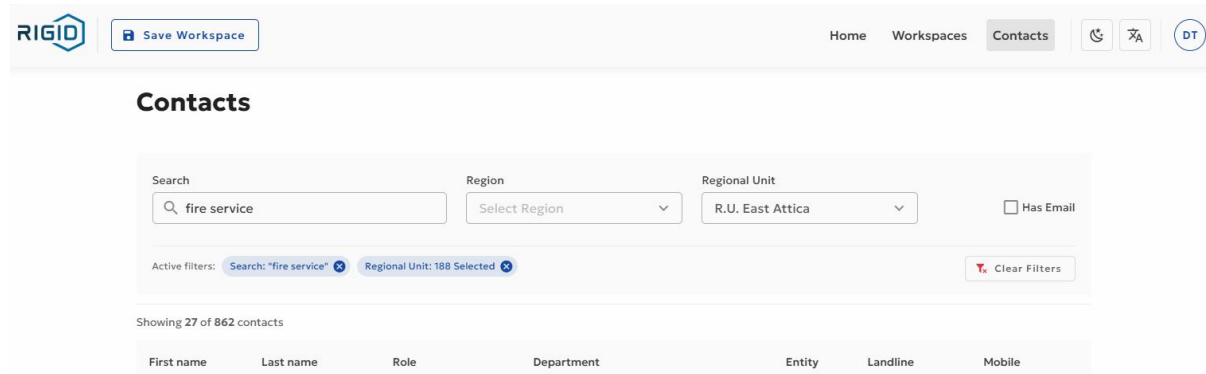 RIGID
Save Workspace
Home Workspaces Contacts
DT
Contacts
Search Region Regional Unit
fire service Select Region R.U. East Attica Has Email
Active filters: Search: "fire service" Regional Unit: 188 Selected Clear Filters
Showing 27 of 862 contacts
First name Last name Role Department Entity Landline Mobile